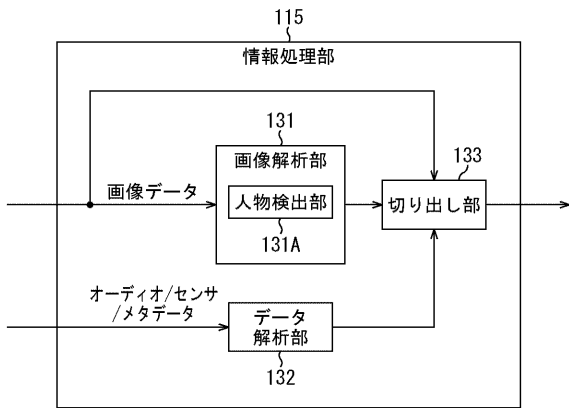 115
情報処理部
131
画像解析部
133
画像データ
人物検出部
切り出し部
131A
オーディオ/センサ
/メタデータ
データ
解析部
132